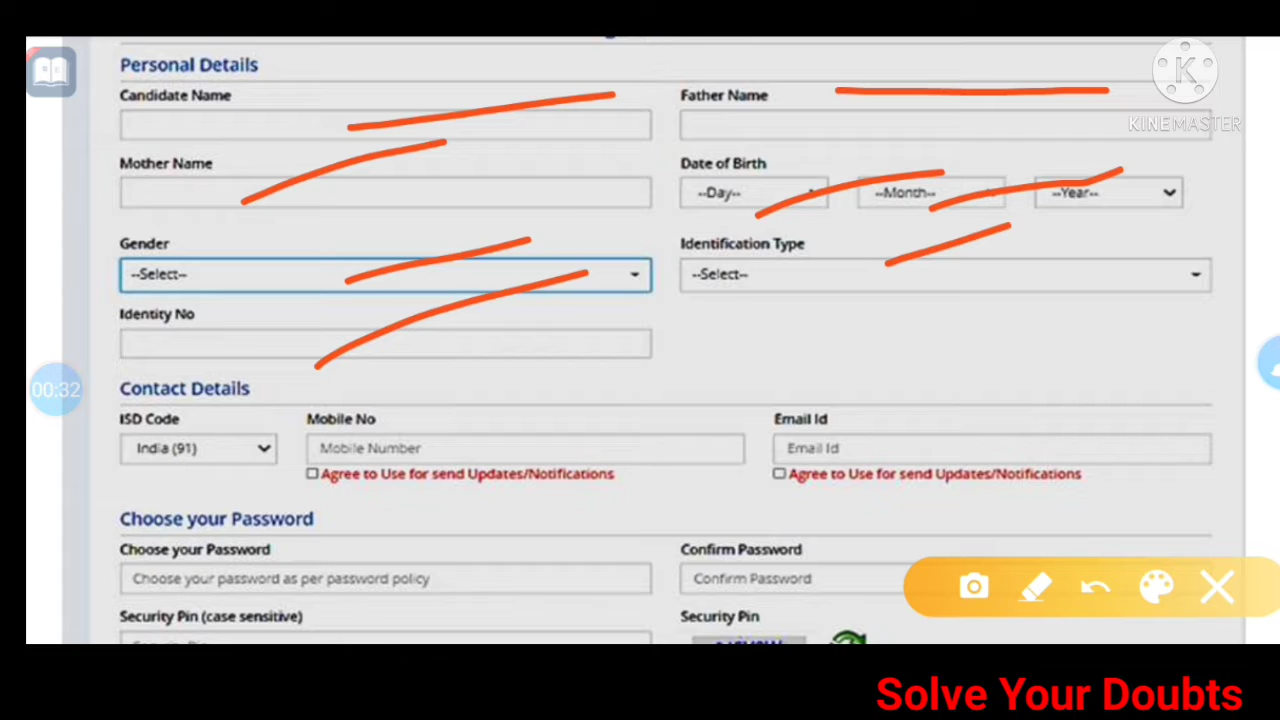 Personal Details
Candidate Name
Father Name
KINEMASTER
Mother Name
Date of Birth
--Day--
--Month--
--Year--
Gender
Identification Type
--Select--
--Select--
Identity No
00:32
Contact Details
ISD Code
Mobile No
Email Id
India (91)
Mobile Number
Email Id
Agree to Use for send Updates/Notifications
Agree to Use for send Updates/Notifications
Choose your Password
Choose your Password
Confirm Password
Choose your password as per password policy
Confirm Password
Security Pin (case sensitive)
Security Pin
Solve Your Doubts